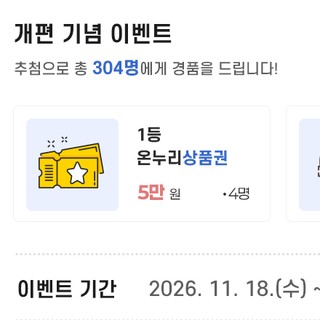 개편 기념 이벤트
추첨으로 총 304명에게 경품을 드립니다!
1등
온누리상품권
5만 원 •4명
이벤트 기간 2026. 11. 18.(수) ~